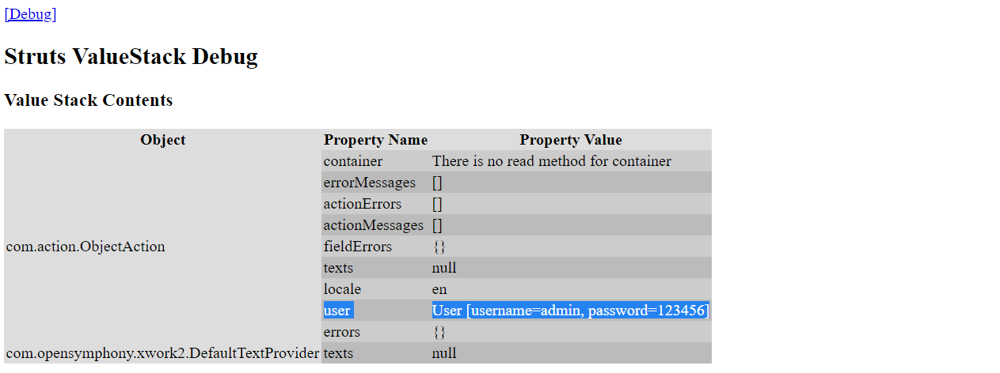 [Debug]
Struts ValueStack Debug
Value Stack Contents
Object Property Name Property Value
container There is no read method for container
errorMessages []
actionErrors []
actionMessages []
com.action.ObjectAction fieldErrors {}
texts null
locale en
user User [username=admin, password=123456]
errors {}
com.opensymphony.xwork2.DefaultTextProvider texts null